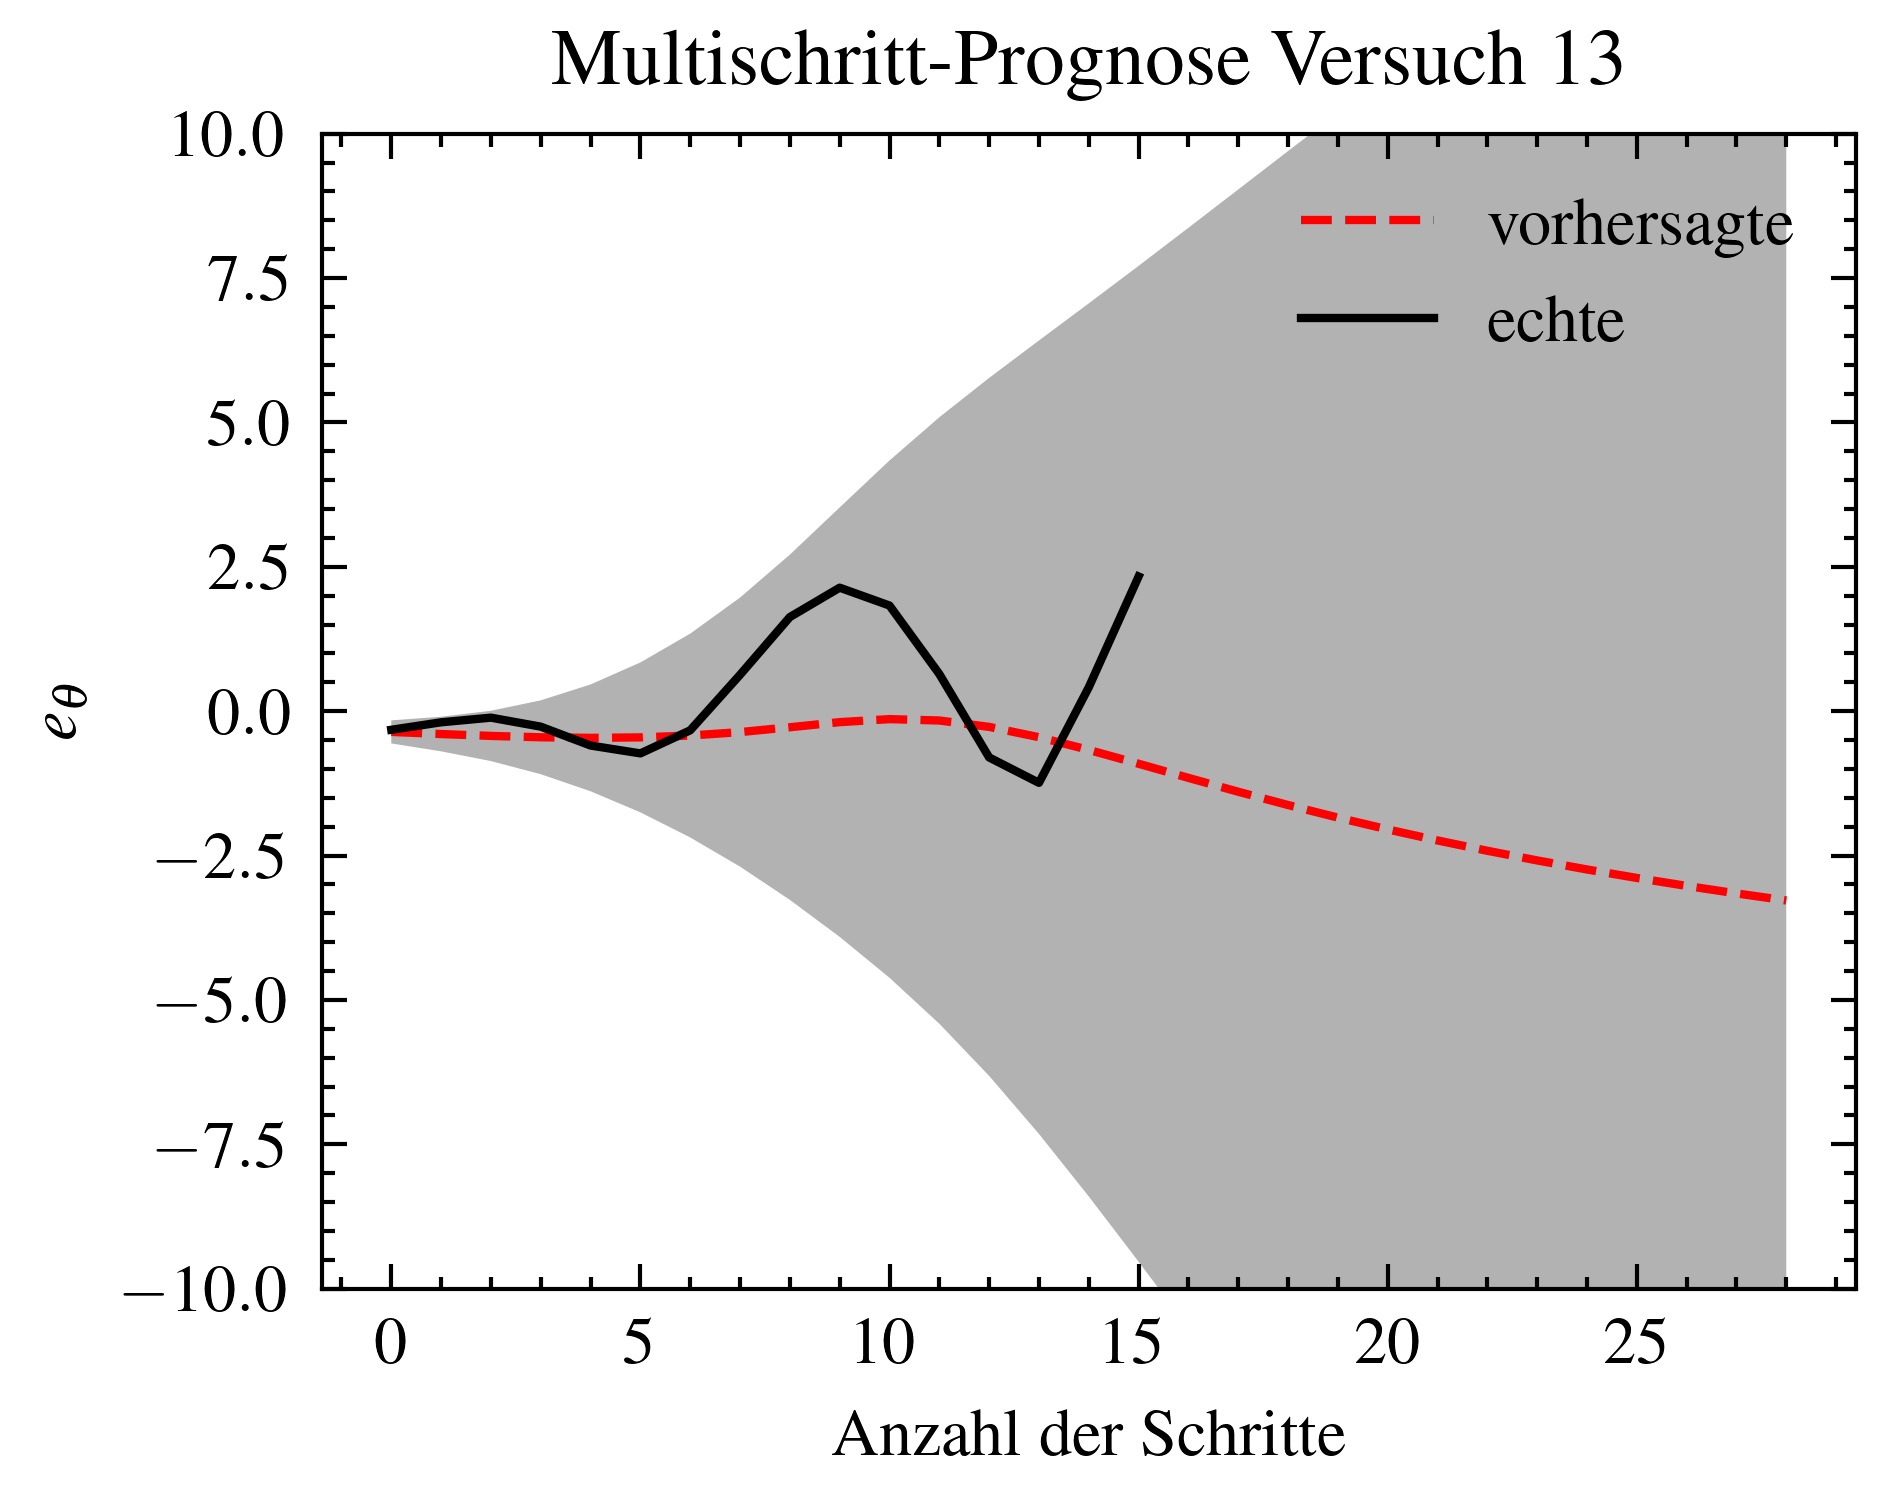 Multischritt-Prognose Versuch 13
10.0
7.5
5.0
2.5
0.0
−2.5
−5.0
−7.5
−10.0
e_θ
vorhersagte
echte
0 5 10 15 20 25
Anzahl der Schritte